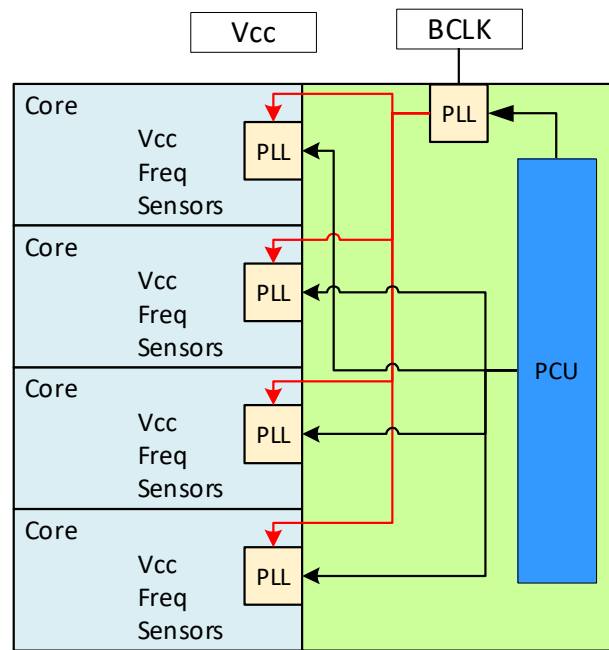 Vcc
BCLK
Core
Vcc
Freq
Sensors
PLL
PLL
Core
Vcc
Freq
Sensors
PLL
PCU
Core
Vcc
Freq
Sensors
PLL
Core
Vcc
Freq
Sensors
PLL